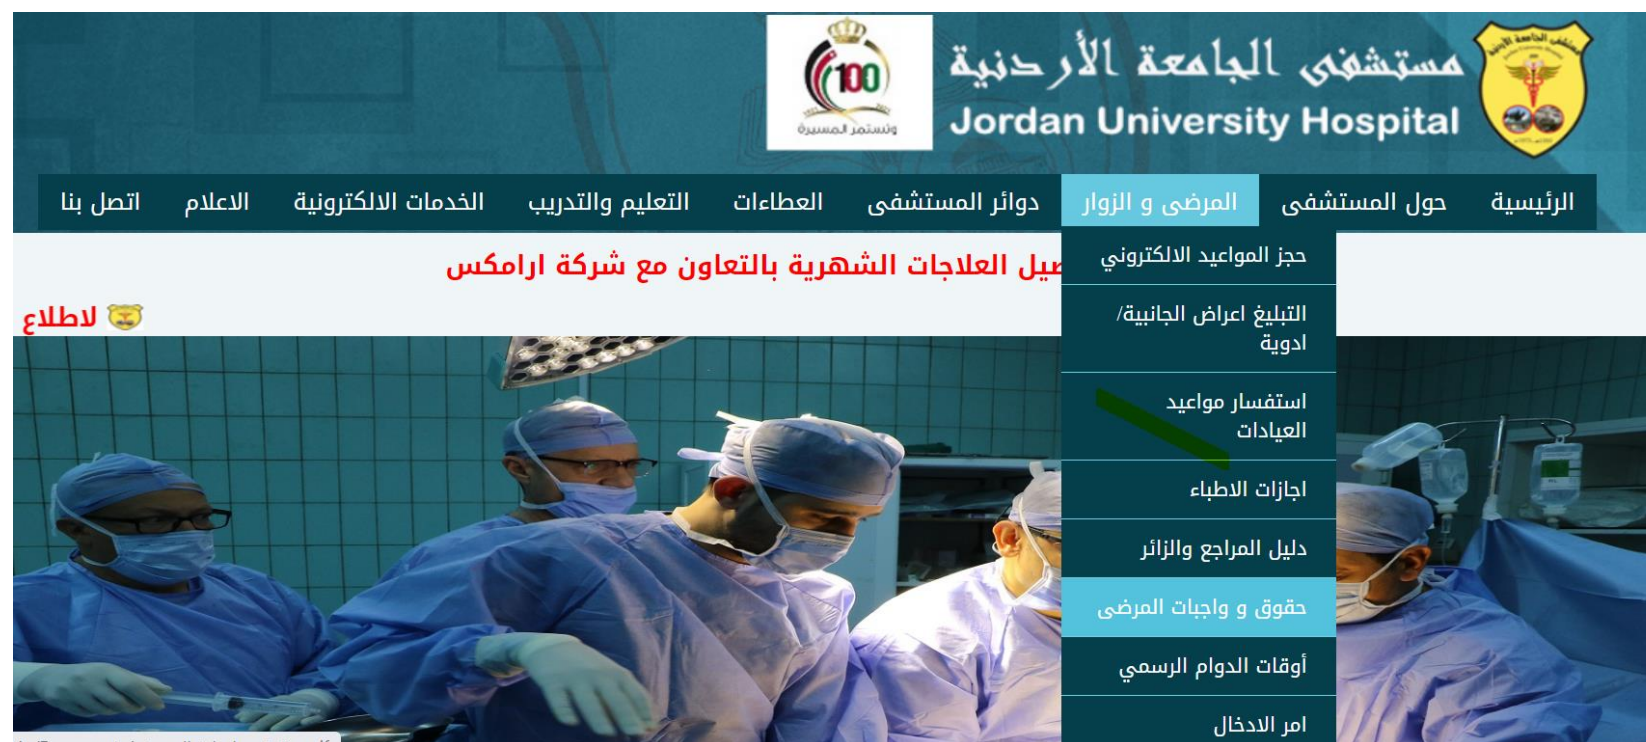 مستشفى الجامعة الأردنية
Jordan University Hospital
100
وتستمر المسيرة
الرئيسية
حول المستشفى
المرضى و الزوار
دوائر المستشفى
العطاءات
التعليم والتدريب
الخدمات الالكترونية
الاعلام
اتصل بنا
العلاجات الشهرية بالتعاون مع شركة ارامكس
لاطلاع
حجز المواعيد الالكتروني
التبليغ اعراض الجانبية/
ادوية
استفسار مواعيد
العيادات
اجازات الاطباء
دليل المراجع والزائر
حقوق و واجبات المرضى
أوقات الدوام الرسمي
امر الادخال